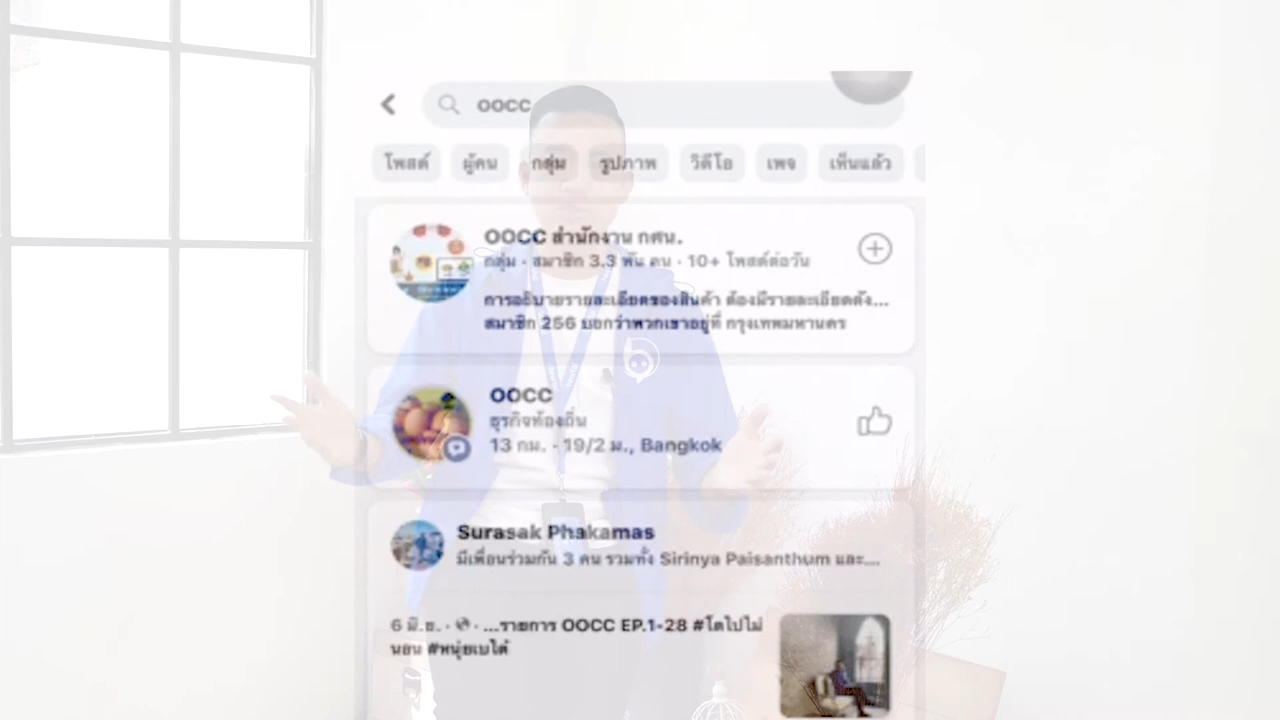 oocc
โพสต์ ผู้คน กลุ่ม รูปภาพ วิดีโอ เพจ เห็นแล้ว
OOCC สำนักงาน กศน.
กลุ่ม · สมาชิก 3.3 พัน คน · 10+ โพสต์ต่อวัน
การอธิบายรายละเอียดของสินค้า ต้องมีรายละเอียดดัง...
สมาชิก 256 บอกว่าพวกเขาอยู่ที่ กรุงเทพมหานคร
OOCC
ธุรกิจท้องถิ่น
13 กม. · 19/2 ม., Bangkok
Surasak Phakamas
มีเพื่อนร่วมกัน 3 คน รวมทั้ง Sirinya Paisanthum และ...
6 มิ.ย. · ...รายการ OOCC EP.1-28 #โตไปไม่
นอน #หนุ่ยเบโต้